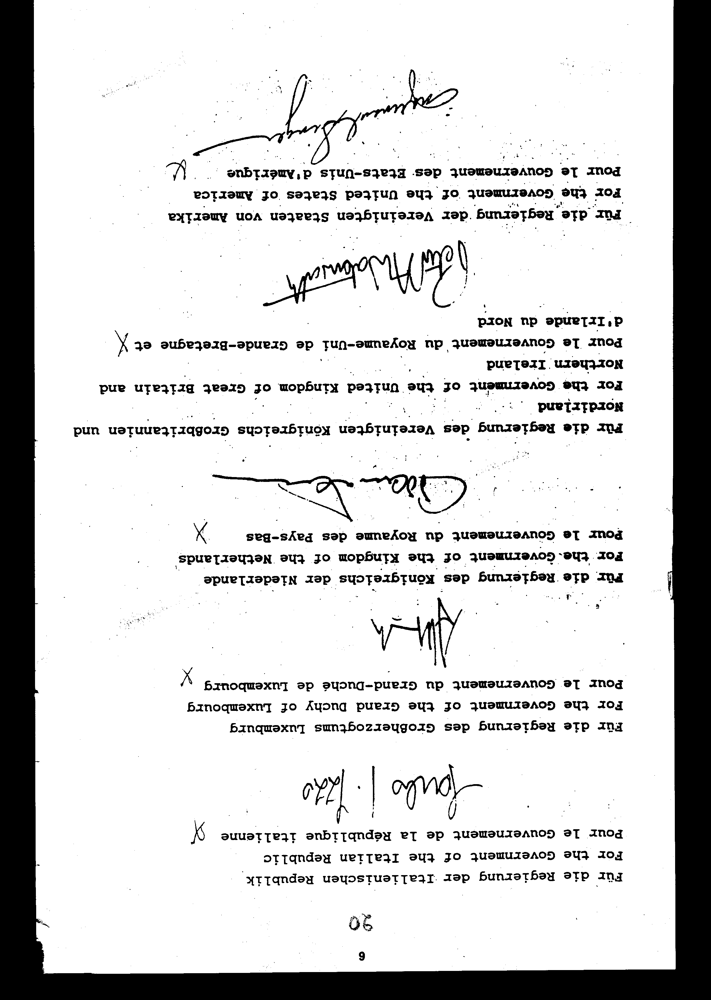 9
20
Für die Regierung der Italienischen Republik
For the Government of the Italian Republic
Pour le Gouvernement de la République italienne
Für die Regierung des Großherzogtums Luxemburg
For the Government of the Grand Duchy of Luxembourg
Pour le Gouvernement du Grand-Duché de Luxembourg
Für die Regierung des Königreichs der Niederlande
For the Government of the Kingdom of the Netherlands
Pour le Gouvernement du Royaume des Pays-Bas
Für die Regierung des Vereinigten Königreichs Großbritannien und
Nordirland
For the Government of the United Kingdom of Great Britain and
Northern Ireland
Pour le Gouvernement du Royaume-Uni de Grande-Bretagne et
d'Irlande du Nord
Für die Regierung der Vereinigten Staaten von Amerika
For the Government of the United States of America
Pour le Gouvernement des Etats-Unis d'Amérique